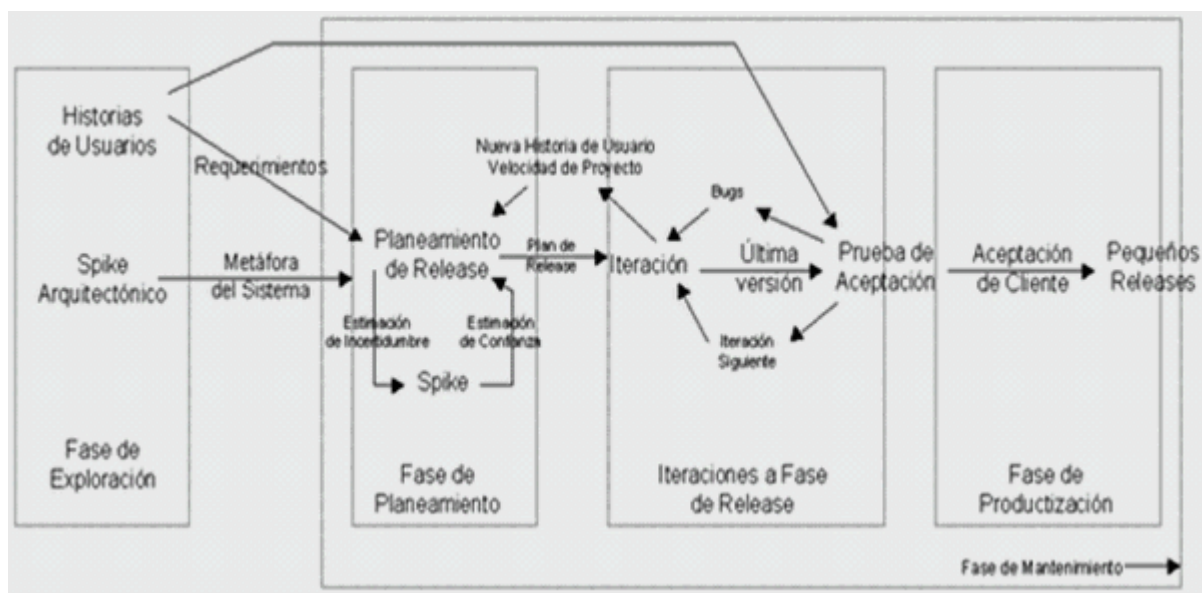 Historias
de Usuarios
Requerimientos
Spike
Arquitectónico
Metáfora
del Sistema
Fase de
Exploración
Nueva Historia de Usuario
Velocidad de Proyecto
Planeamiento
de Release
Plan de
Release
Estimación
de Incertidumbre
Estimación
de Confianza
Spike
Fase de
Planeamiento
Iteración
Bugs
Última
versión
Prueba de
Aceptación
Iteración
Siguiente
Iteraciones a Fase
de Release
Aceptación
de Cliente
Pequeños
Releases
Fase de
Productización
Fase de Mantenimiento